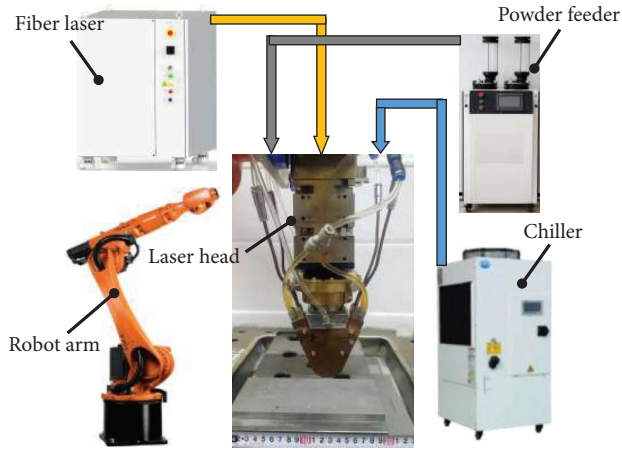 Fiber laser
Powder feeder
Laser head
Chiller
Robot arm